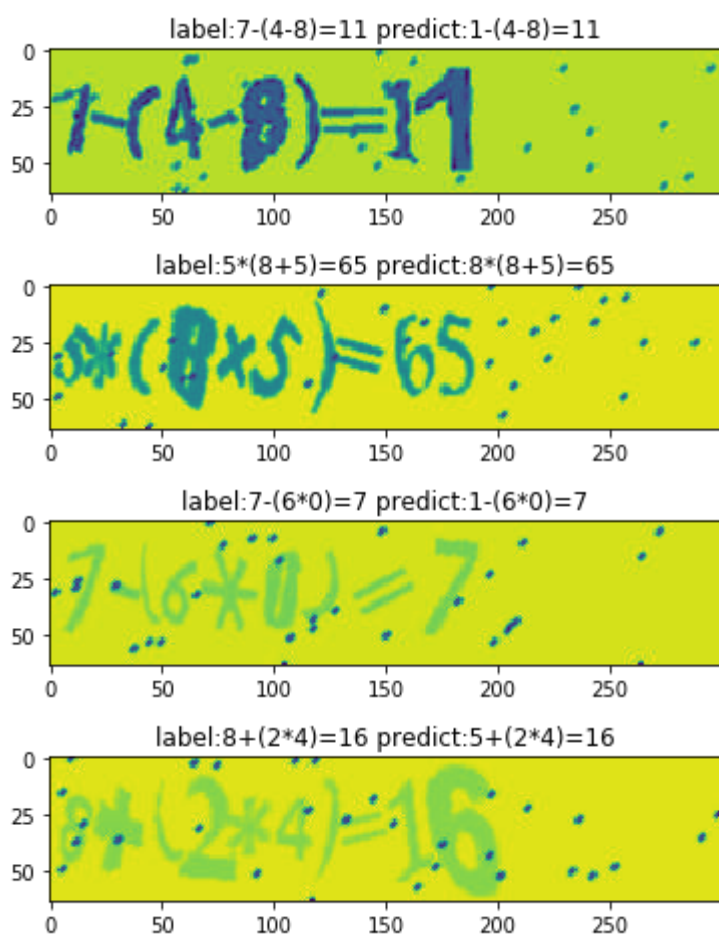 label:7-(4-8)=11 predict:1-(4-8)=11
0
7-(4-8)=11
25
50
0 50 100 150 200 250
label:5*(8+5)=65 predict:8*(8+5)=65
0
5*(8x5)=65
25
50
0 50 100 150 200 250
label:7-(6*0)=7 predict:1-(6*0)=7
0
7-(6*0)=7
25
50
0 50 100 150 200 250
label:8+(2*4)=16 predict:5+(2*4)=16
0
8+(2*4)=16
25
50
0 50 100 150 200 250